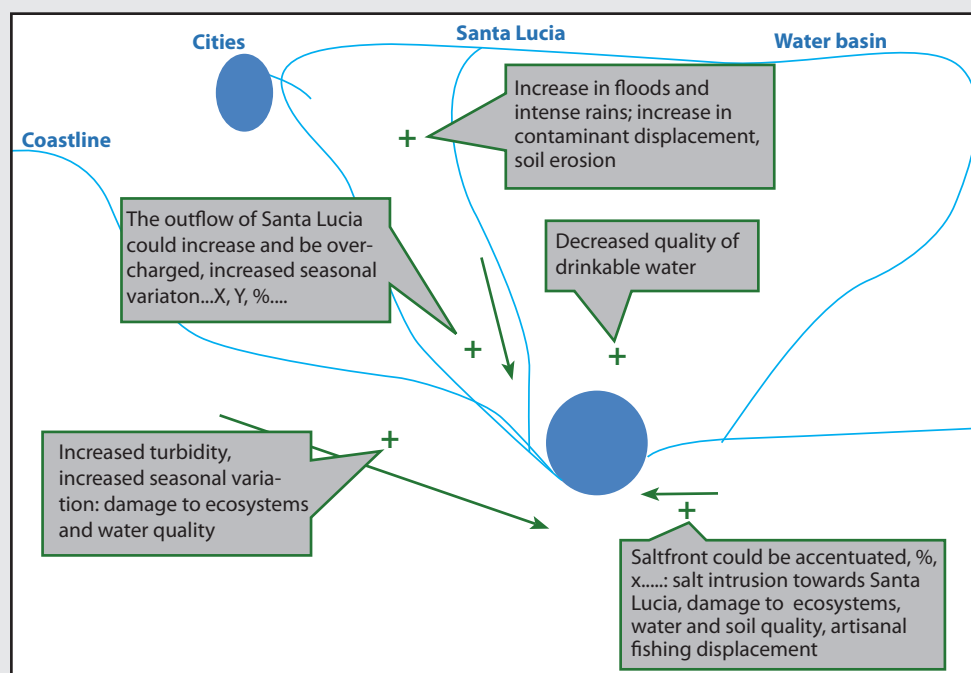 Cities
Santa Lucia
Water basin
Coastline
Increase in floods and
intense rains; increase in
contaminant displacement,
soil erosion
+
The outflow of Santa Lucia
could increase and be over-
charged, increased seasonal
variaton...X, Y, %....
+
Decreased quality of
drinkable water
+
Increased turbidity,
increased seasonal varia-
tion: damage to ecosystems
and water quality
+
+
Saltfront could be accentuated, %,
x.....: salt intrusion towards Santa
Lucia, damage to ecosystems,
water and soil quality, artisanal
fishing displacement